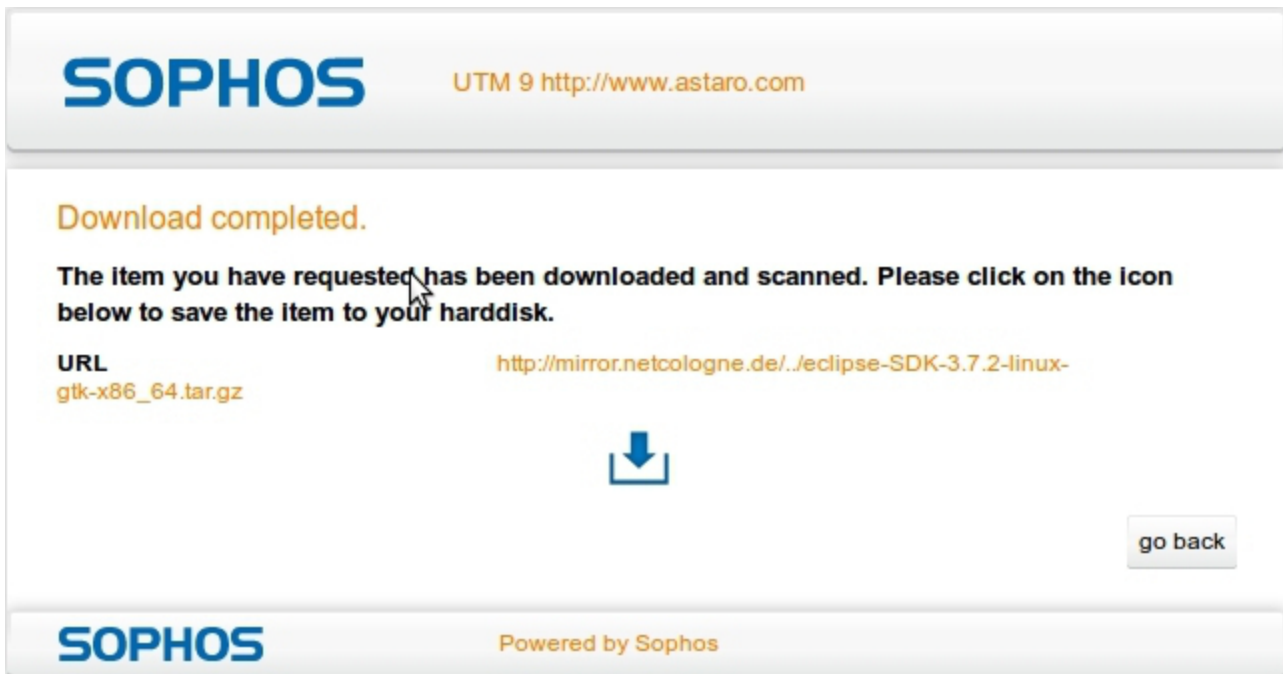 SOPHOS UTM 9 http://www.astaro.com
Download completed.
The item you have requested has been downloaded and scanned. Please click on the icon
below to save the item to your harddisk.
URL http://mirror.netcologne.de/../eclipse-SDK-3.7.2-linux-
gtk-x86_64.tar.gz
go back
SOPHOS Powered by Sophos